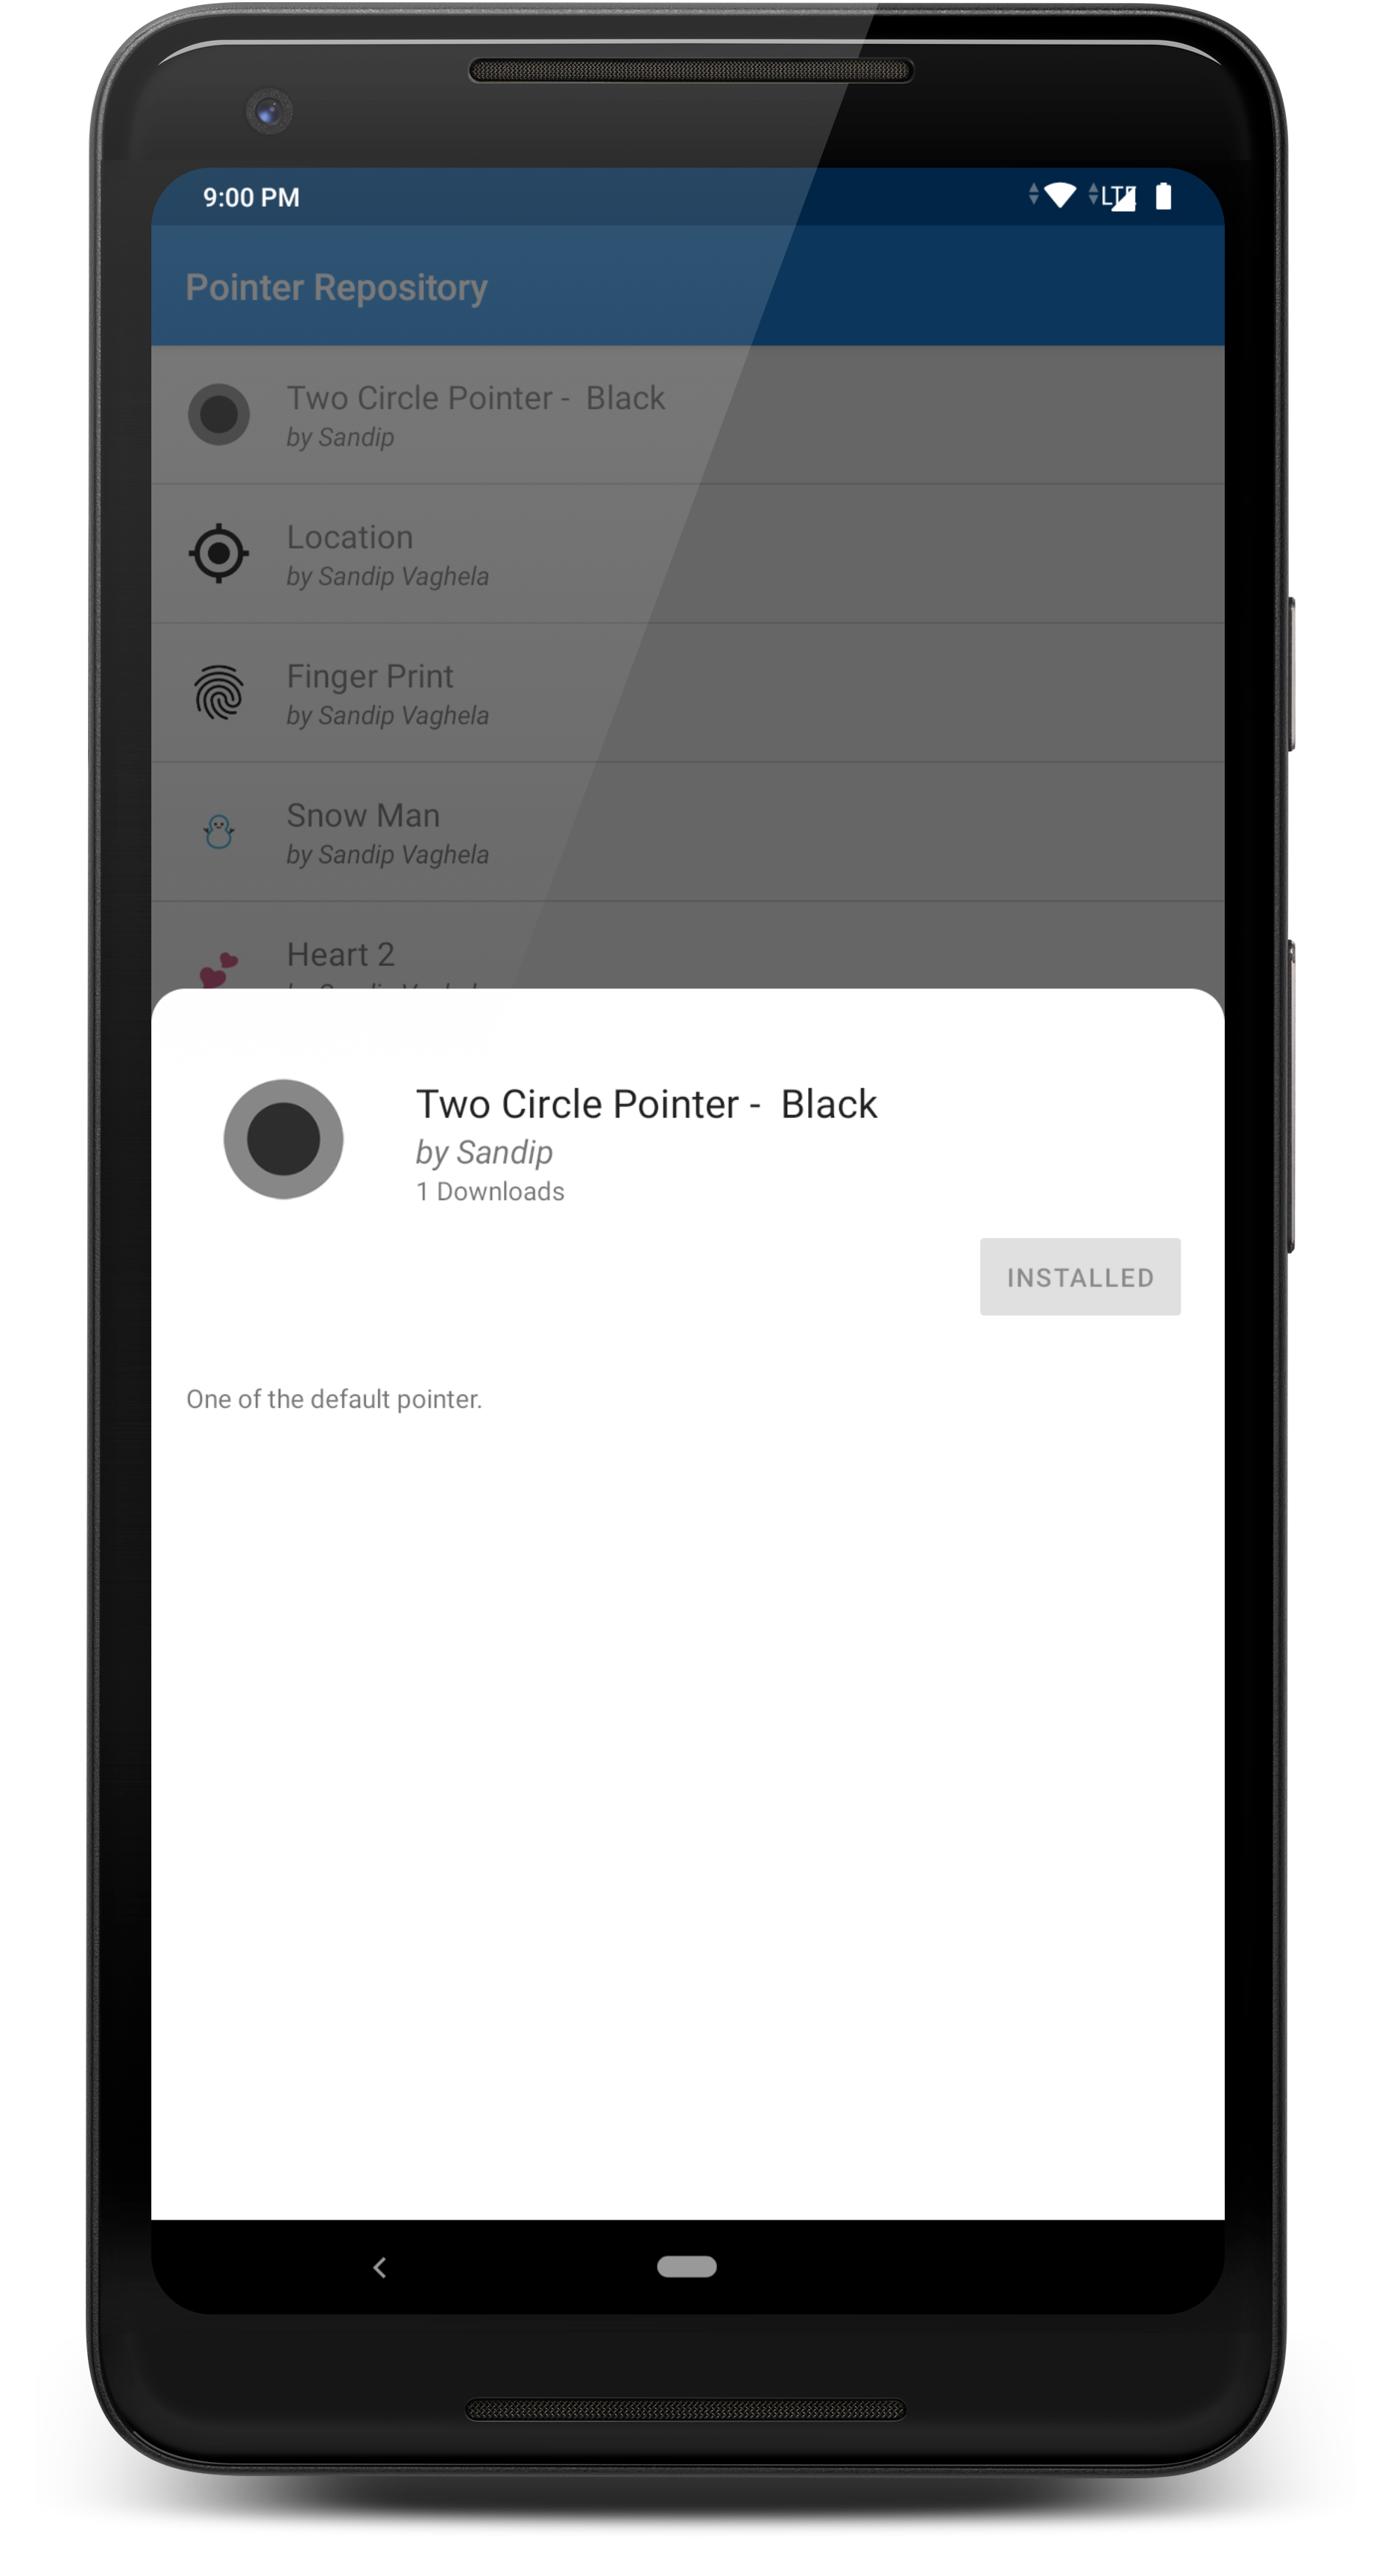 9:00 PM
LTE
Pointer Repository
Two Circle Pointer -  Black
by Sandip
Location
by Sandip Vaghela
Finger Print
by Sandip Vaghela
Snow Man
by Sandip Vaghela
Heart 2
Two Circle Pointer -  Black
by Sandip
1 Downloads
INSTALLED
One of the default pointer.